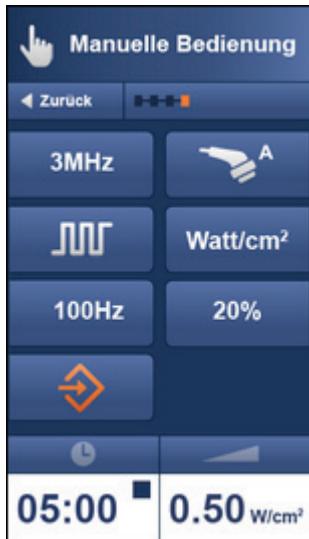 Manuelle Bedienung
Zurück
3MHz
A
Watt/cm²
100Hz
20%
05:00
0.50 W/cm²